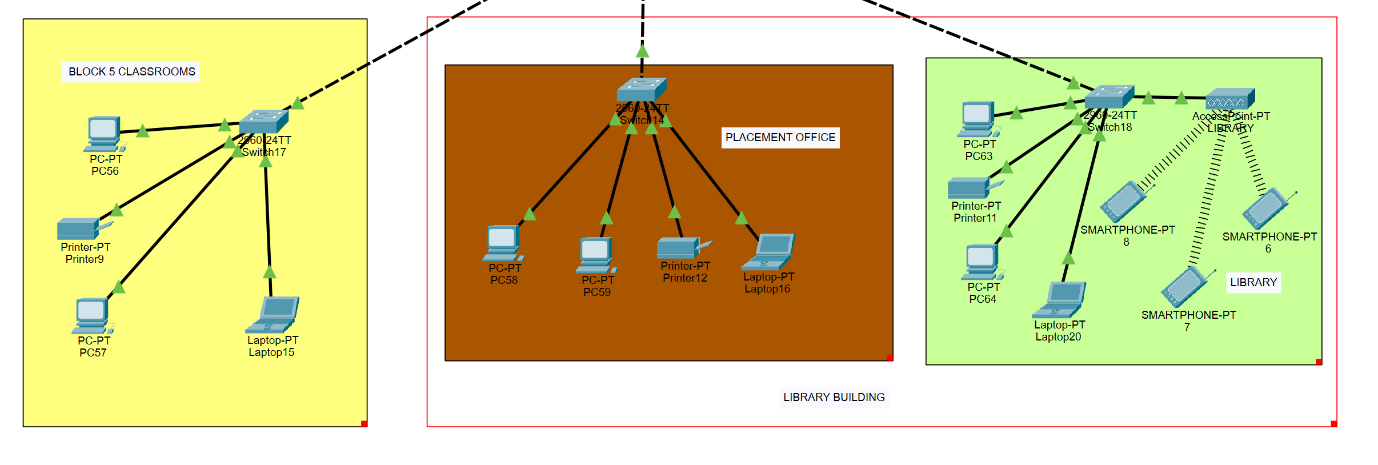 BLOCK 5 CLASSROOMS
2960-24TT
Switch17
PC-PT
PC56
Printer-PT
Printer9
PC-PT
PC57
Laptop-PT
Laptop15
2960-24TT
Switch14
PLACEMENT OFFICE
PC-PT
PC58
PC-PT
PC59
Printer-PT
Printer12
Laptop-PT
Laptop16
2960-24TT
Switch18
AccessPoint-PT
LIBRARY
PC-PT
PC63
Printer-PT
Printer11
PC-PT
PC64
Laptop-PT
Laptop20
SMARTPHONE-PT
8
SMARTPHONE-PT
6
SMARTPHONE-PT
7
LIBRARY
LIBRARY BUILDING